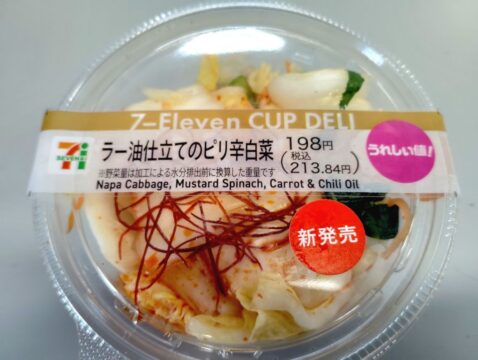 7-Eleven CUP DELI
7
ELEVEN
ラー油仕立てのピリ辛白菜
198円
(税込
213.84円)
うれしい値!
※野菜量は加工による水分排出前に換算した重量です
Napa Cabbage, Mustard Spinach, Carrot & Chili Oil
新発売